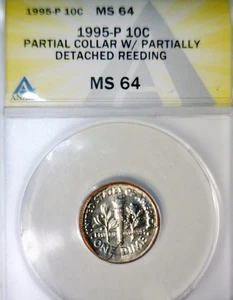 1995-P 10C MS 64
1995-P 10C
PARTIAL COLLAR W/ PARTIALLY
DETACHED REEDING
MS 64
ONE DIME